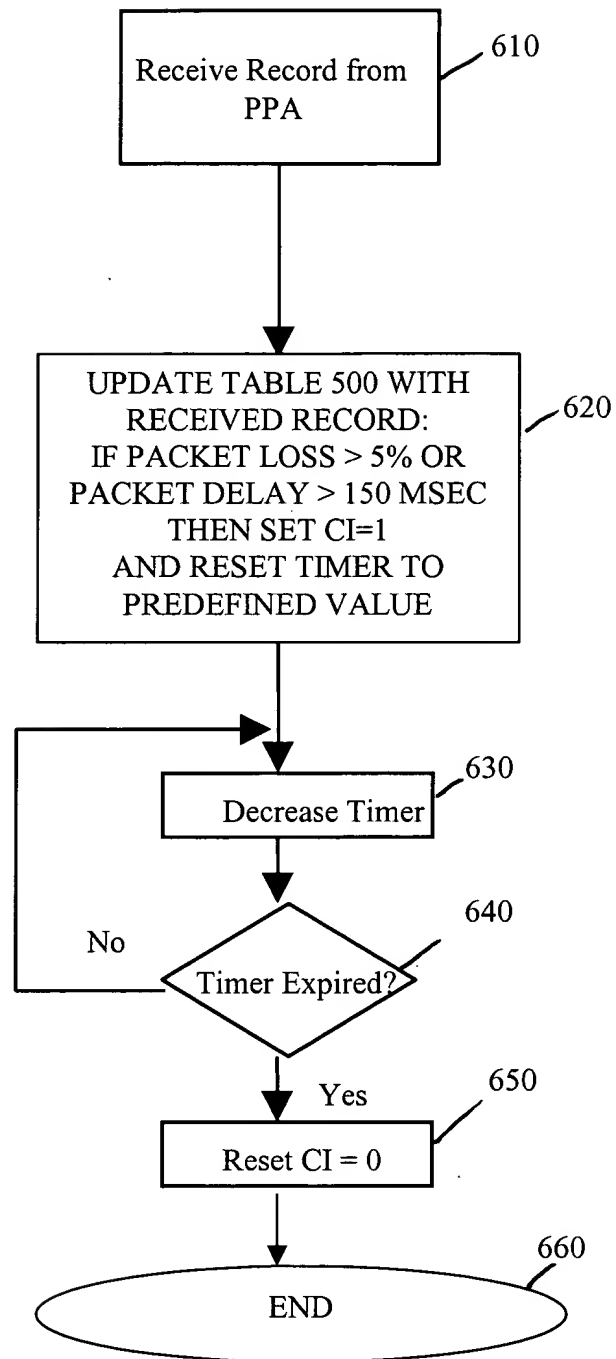 Receive Record from
PPA
610
UPDATE TABLE 500 WITH
RECEIVED RECORD:
IF PACKET LOSS > 5% OR
PACKET DELAY > 150 MSEC
THEN SET CI=1
AND RESET TIMER TO
PREDEFINED VALUE
620
630
Decrease Timer
640
No
Timer Expired?
Yes
650
Reset CI = 0
660
END